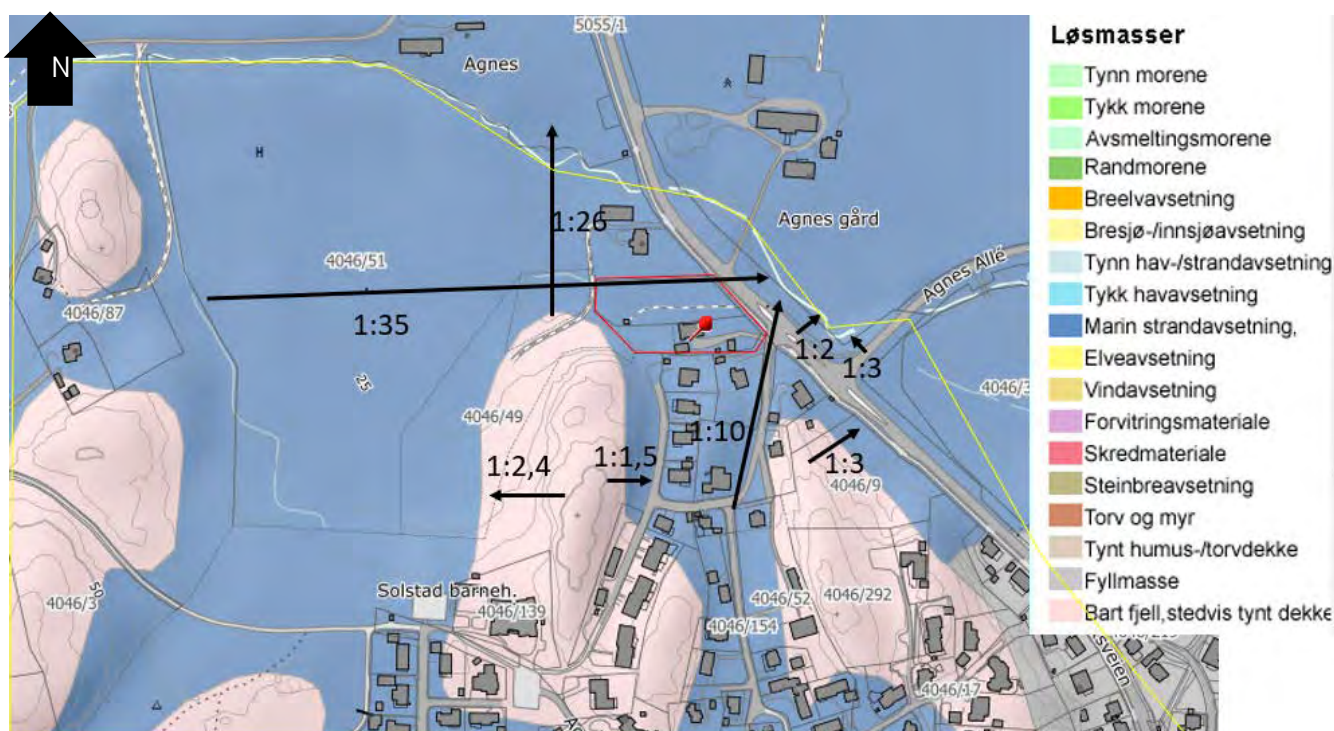 N
5055/1
Agnes
H
Agnes gård
1:26
4046/51
Agnes Allé
4046/87
1:35
1:2
1:3
4046/3
25
4046/49
1:10
1:2,4
1:1,5
1:3
4046/9
50
4046/3
Solstad barneh.
4046/139
4046/52
4046/292
4046/154
4046/17
Løsmasser
Tynn morene
Tykk morene
Avsmeltingsmorene
Randmorene
Breelvavsetning
Bresjø-/innsjøavsetning
Tynn hav-/strandavsetning
Tykk havavsetning
Marin strandavsetning,
Elveavsetning
Vindavsetning
Forvitringsmateriale
Skredmateriale
Steinbreavsetning
Torv og myr
Tynt humus-/torvdekke
Fyllmasse
Bart fjell,stedvis tynt dekke